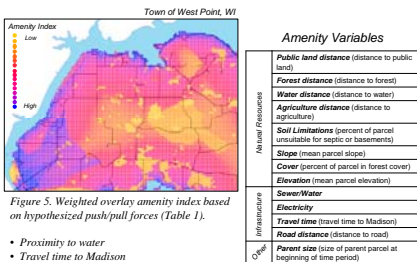 Town of West Point, WI
Amenity Index
Low
High
Figure 5. Weighted overlay amenity index based
on hypothesized push/pull forces (Table 1).
• Proximity to water
• Travel time to Madison
Amenity Variables
Natural Resources
Public land distance (distance to public
land)
Forest distance (distance to forest)
Water distance (distance to water)
Agriculture distance (distance to
agriculture)
Soil Limitations (percent of parcel
unsuitable for septic or basements)
Slope (mean parcel slope)
Cover (percent of parcel in forest cover)
Elevation (mean parcel elevation)
Infrastructure
Sewer/Water
Electricity
Travel time (travel time to Madison)
Road distance (distance to road)
Other
Parent size (size of parent parcel at
beginning of time period)